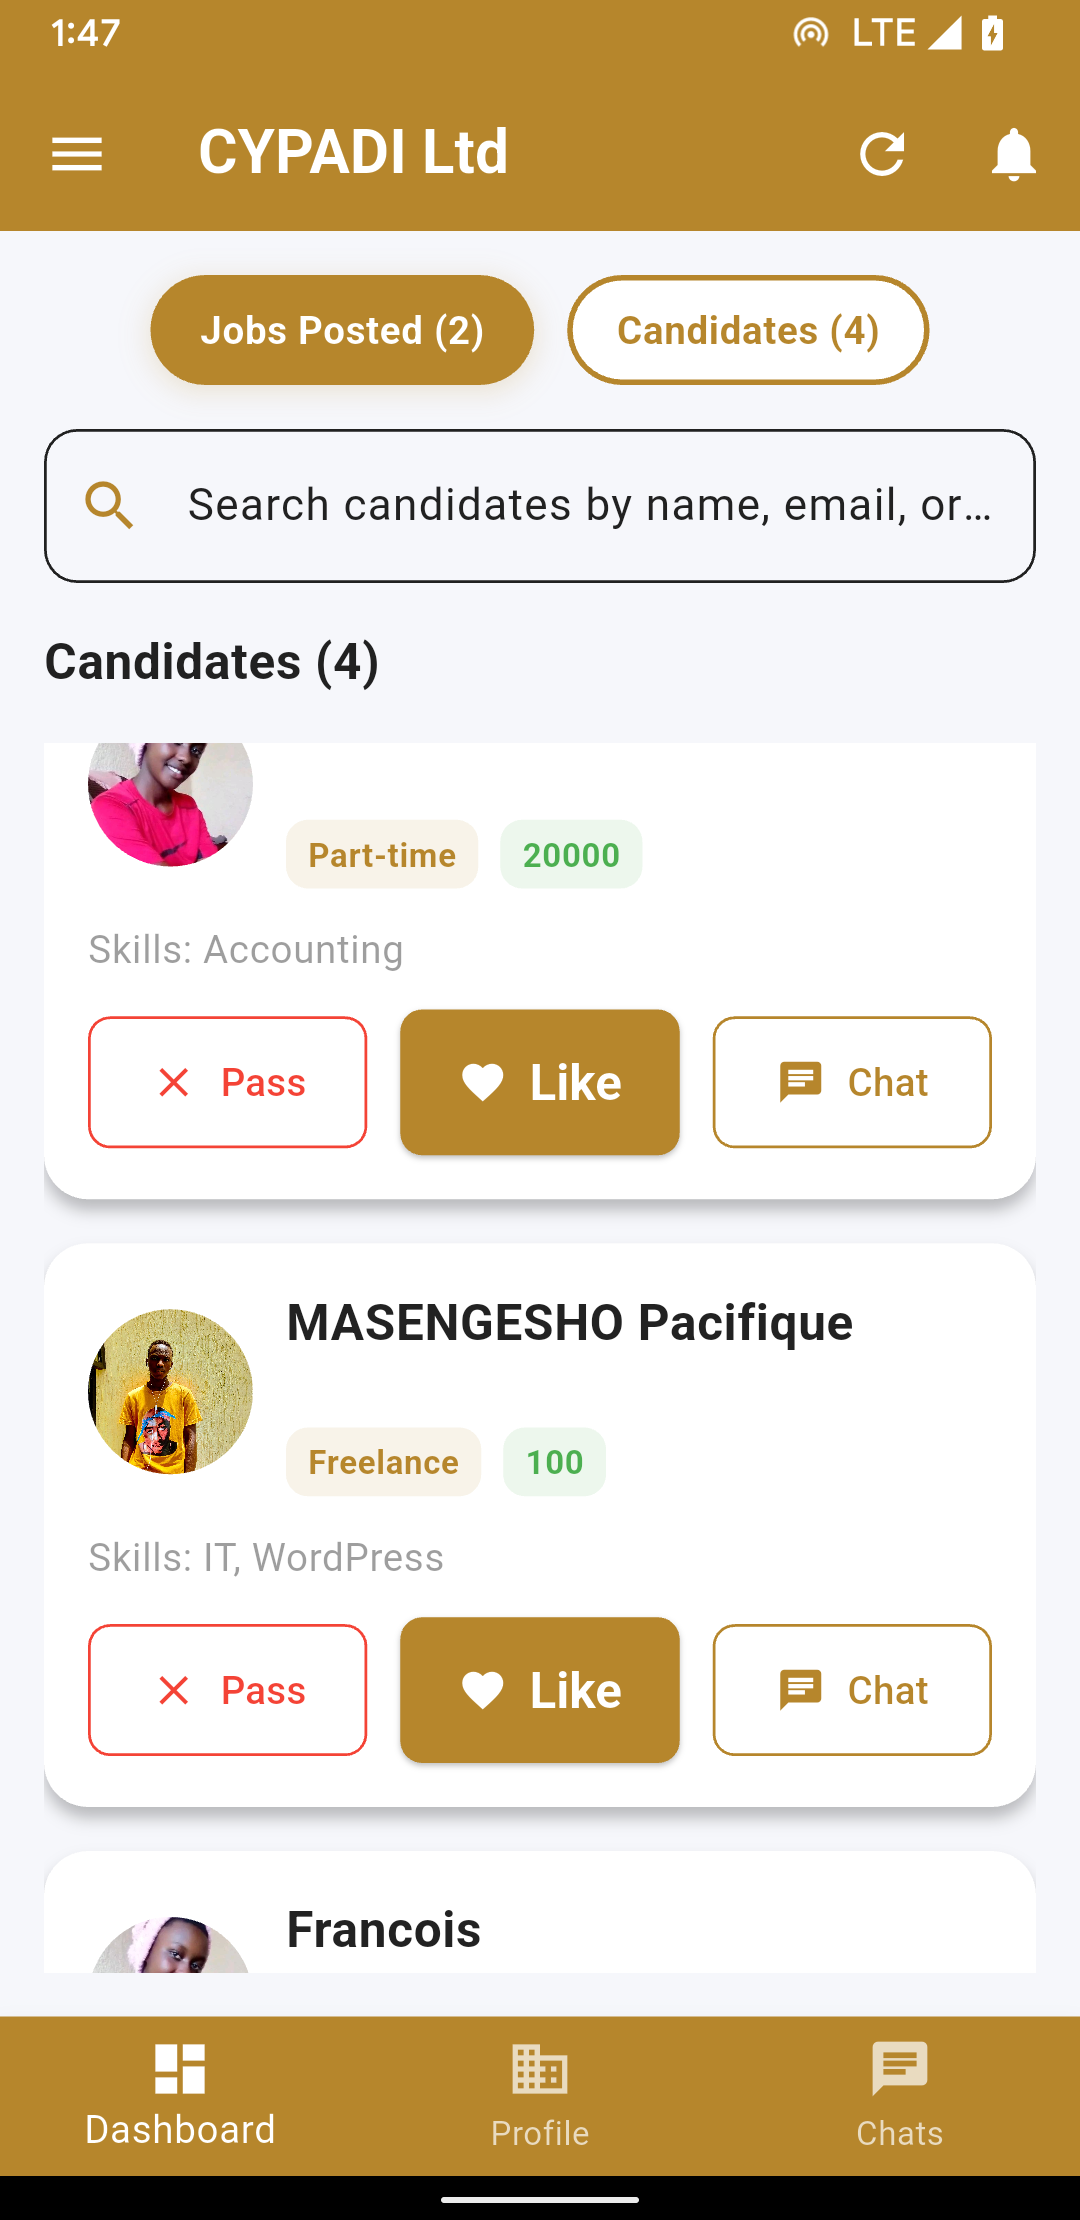 1:47 LTE
CYPADI Ltd
Jobs Posted (2) Candidates (4)
Search candidates by name, email, or...
Candidates (4)
Part-time 20000
Skills: Accounting
Pass Like Chat
MASENGESHO Pacifique
Freelance 100
Skills: IT, WordPress
Pass Like Chat
Francois
Dashboard Profile Chats